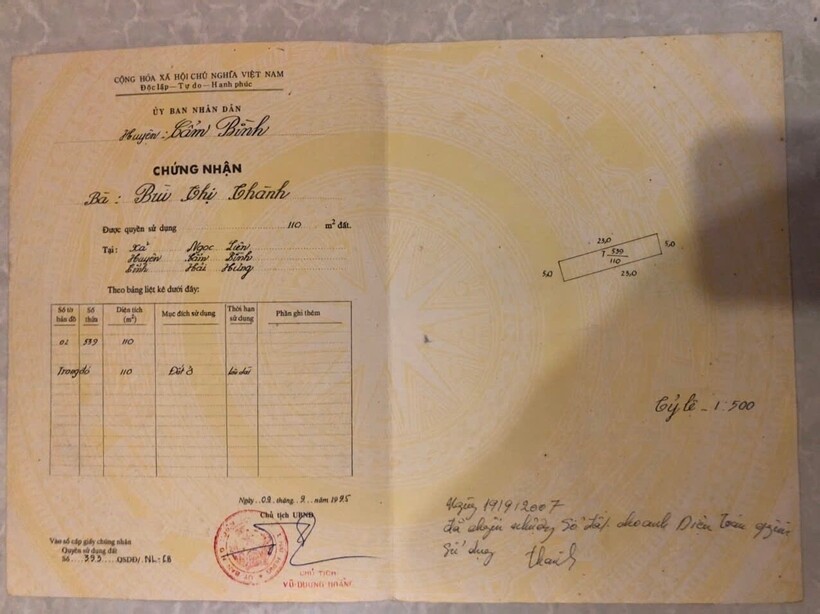 CỘNG HÒA XÃ HỘI CHỦ NGHĨA VIỆT NAM
Độc lập — Tự do — Hạnh phúc
ỦY BAN NHÂN DÂN
Huyện: Cẩm Bình
CHỨNG NHẬN
Bà: Bùi Thị Thành
Được quyền sử dụng 110 m² đất.
Tại: Xã Ngọc Liên
Huyện Cẩm Bình
Tỉnh Hải Hưng
Theo bảng liệt kê dưới đây:
Số tờ bản đồ Số thửa Diện tích (m²) Mục đích sử dụng Thời hạn sử dụng Phần ghi thêm
02 539 110
Trong đó 110 Đất ở lâu dài
Ngày 09 tháng 9 năm 1995
Chủ tịch UBND
Vào sổ cấp giấy chứng nhận
Quyền sử dụng đất
Số 393 QSDĐ/ NL: CB
CHỦ TỊCH
VŨ DƯƠNG HOÀNG
23,0
5,0
T 539
110
5,0
23,0
Tỷ lệ - 1:500
Ngày 19/9/2007
đã chuyển nhượng Số đất cho anh Diện toàn quyền
Sử dụng